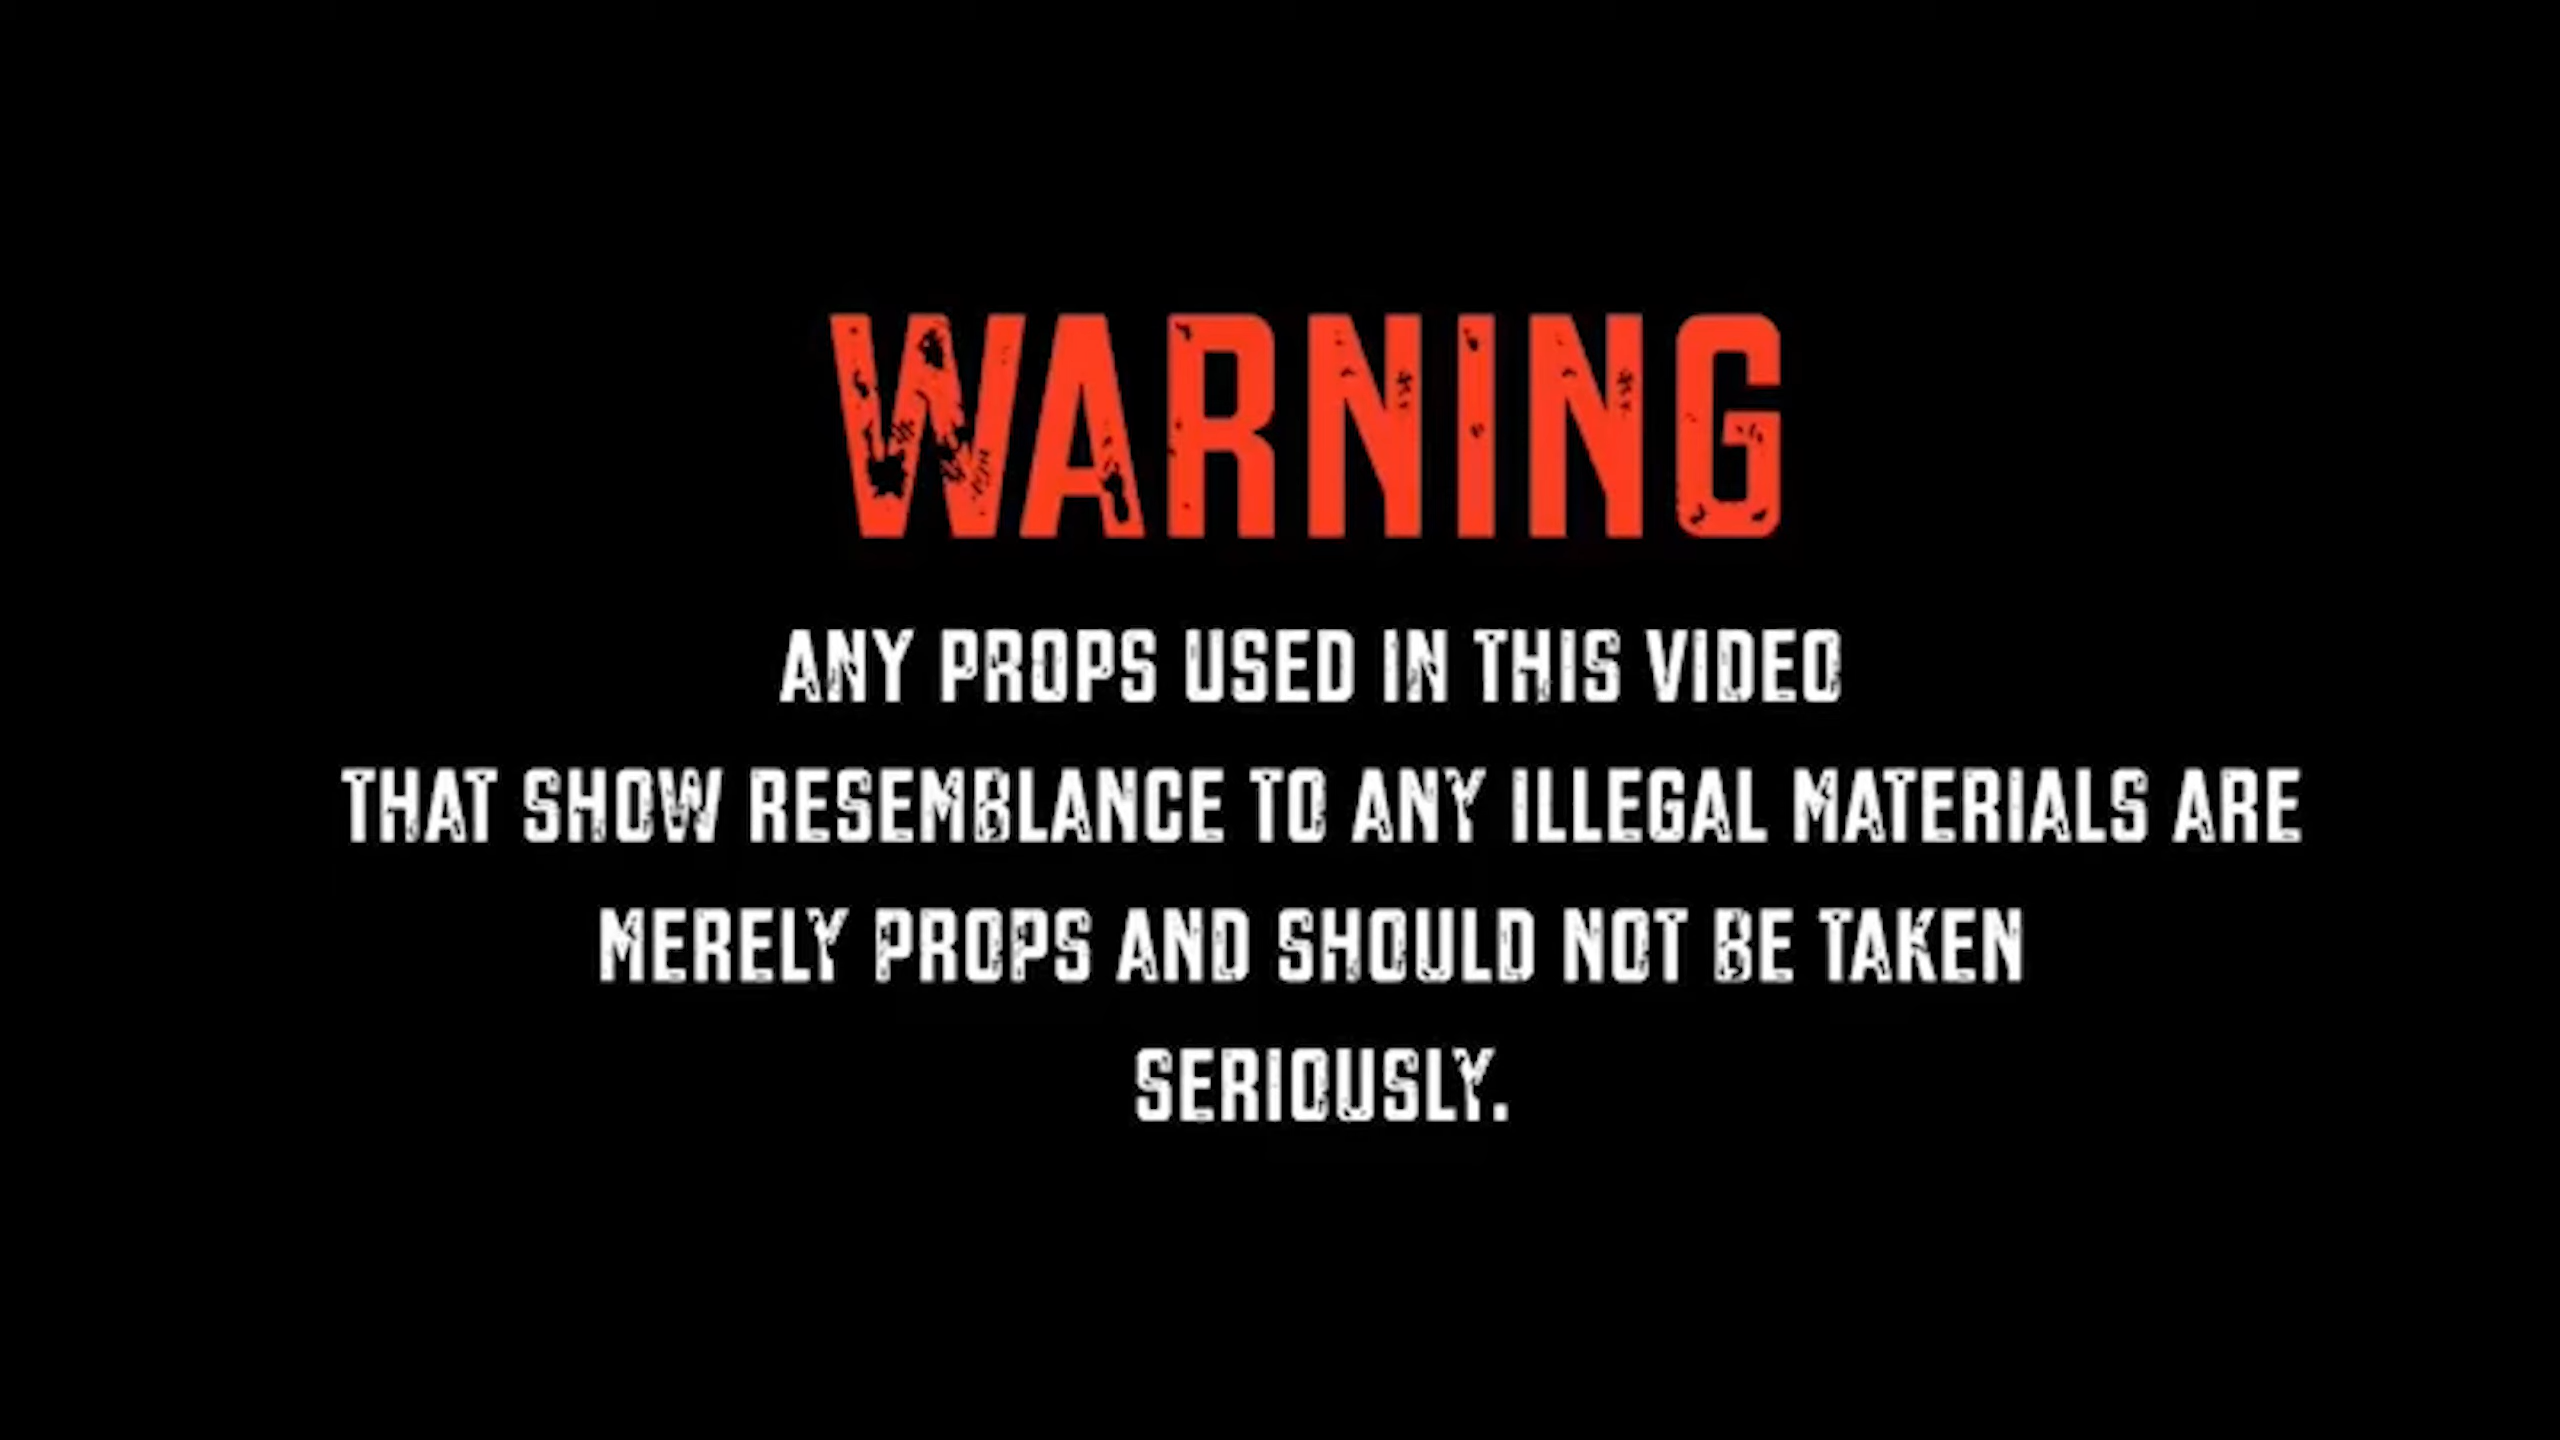 WARNING
ANY PROPS USED IN THIS VIDEO
THAT SHOW RESEMBLANCE TO ANY ILLEGAL MATERIALS ARE
MERELY PROPS AND SHOULD NOT BE TAKEN
SERIOUSLY.